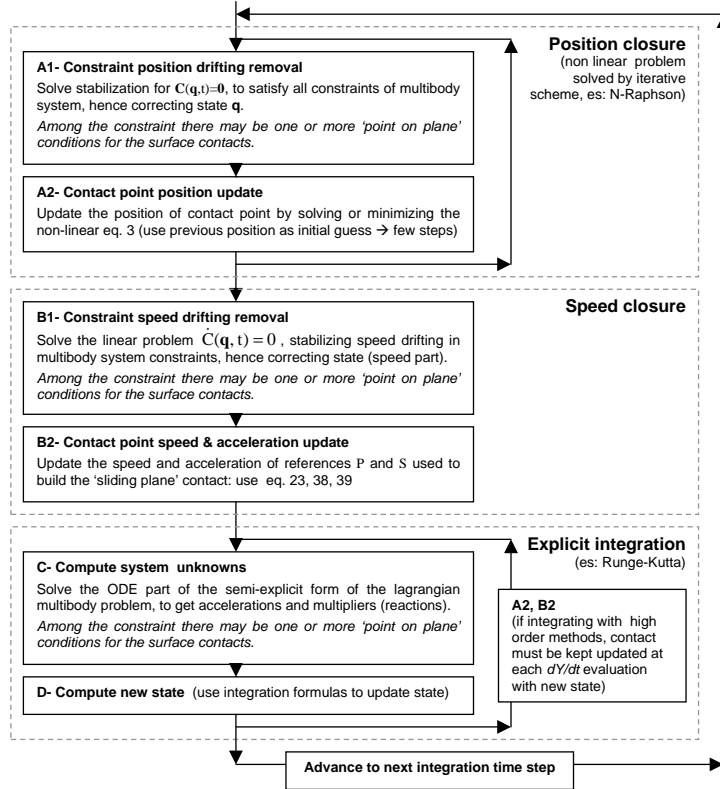 Position closure
(non linear problem
solved by iterative
scheme, es: N-Raphson)
A1- Constraint position drifting removal
Solve stabilization for C(q,t)=0, to satisfy all constraints of multibody
system, hence correcting state q.
Among the constraint there may be one or more ‘point on plane’
conditions for the surface contacts.
A2- Contact point position update
Update the position of contact point by solving or minimizing the
non-linear eq. 3 (use previous position as initial guess → few steps)
Speed closure
B1- Constraint speed drifting removal
Solve the linear problem Ċ(q, t) = 0 , stabilizing speed drifting in
multibody system constraints, hence correcting state (speed part).
Among the constraint there may be one or more ‘point on plane’
conditions for the surface contacts.
B2- Contact point speed & acceleration update
Update the speed and acceleration of references P and S used to
build the ‘sliding plane’ contact: use eq. 23, 38, 39
Explicit integration
(es: Runge-Kutta)
C- Compute system unknowns
Solve the ODE part of the semi-explicit form of the lagrangian
multibody problem, to get accelerations and multipliers (reactions).
Among the constraint there may be one or more ‘point on plane’
conditions for the surface contacts.
A2, B2
(if integrating with high
order methods, contact
must be kept updated at
each dY/dt evaluation
with new state)
D- Compute new state (use integration formulas to update state)
Advance to next integration time step